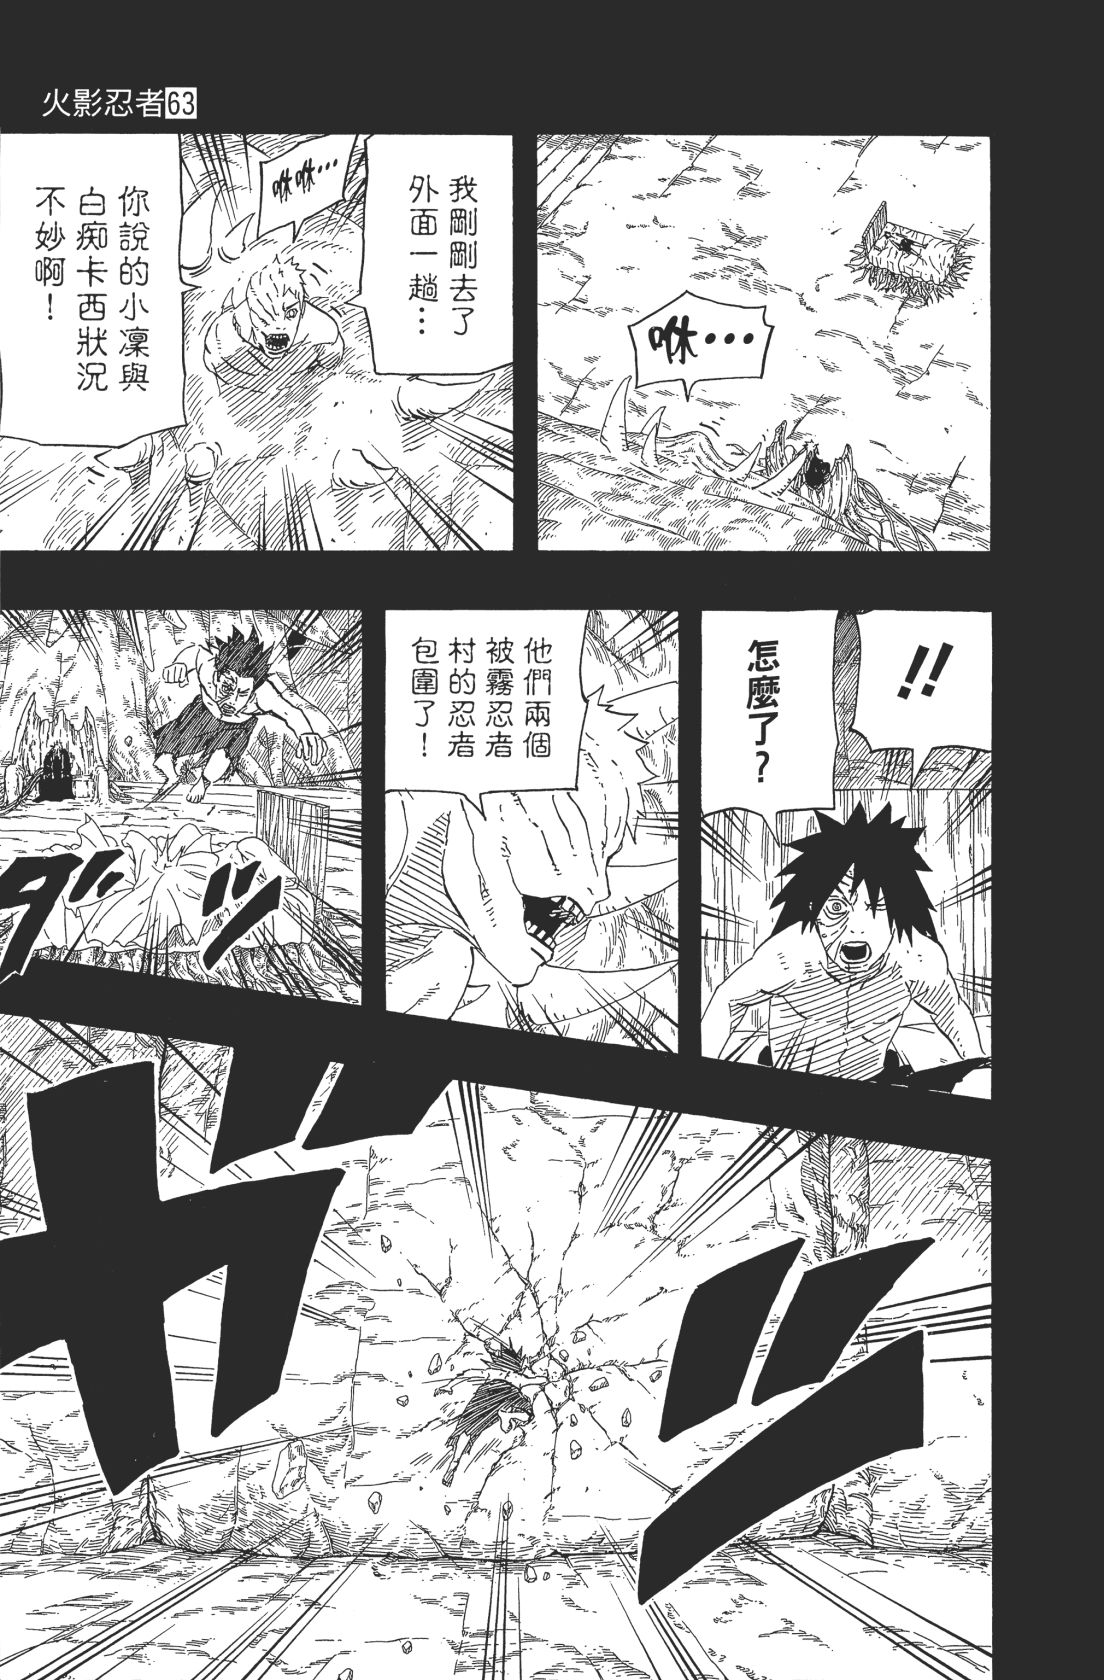 火影忍者63
咻…
我剛剛去了
外面一趟…
咻咻…
你說的小凜與
白痴卡西狀況
不妙啊！
!!
怎麼了？
他們兩個
被霧忍者
村的忍者
包圍了！
ダッ
ガッ